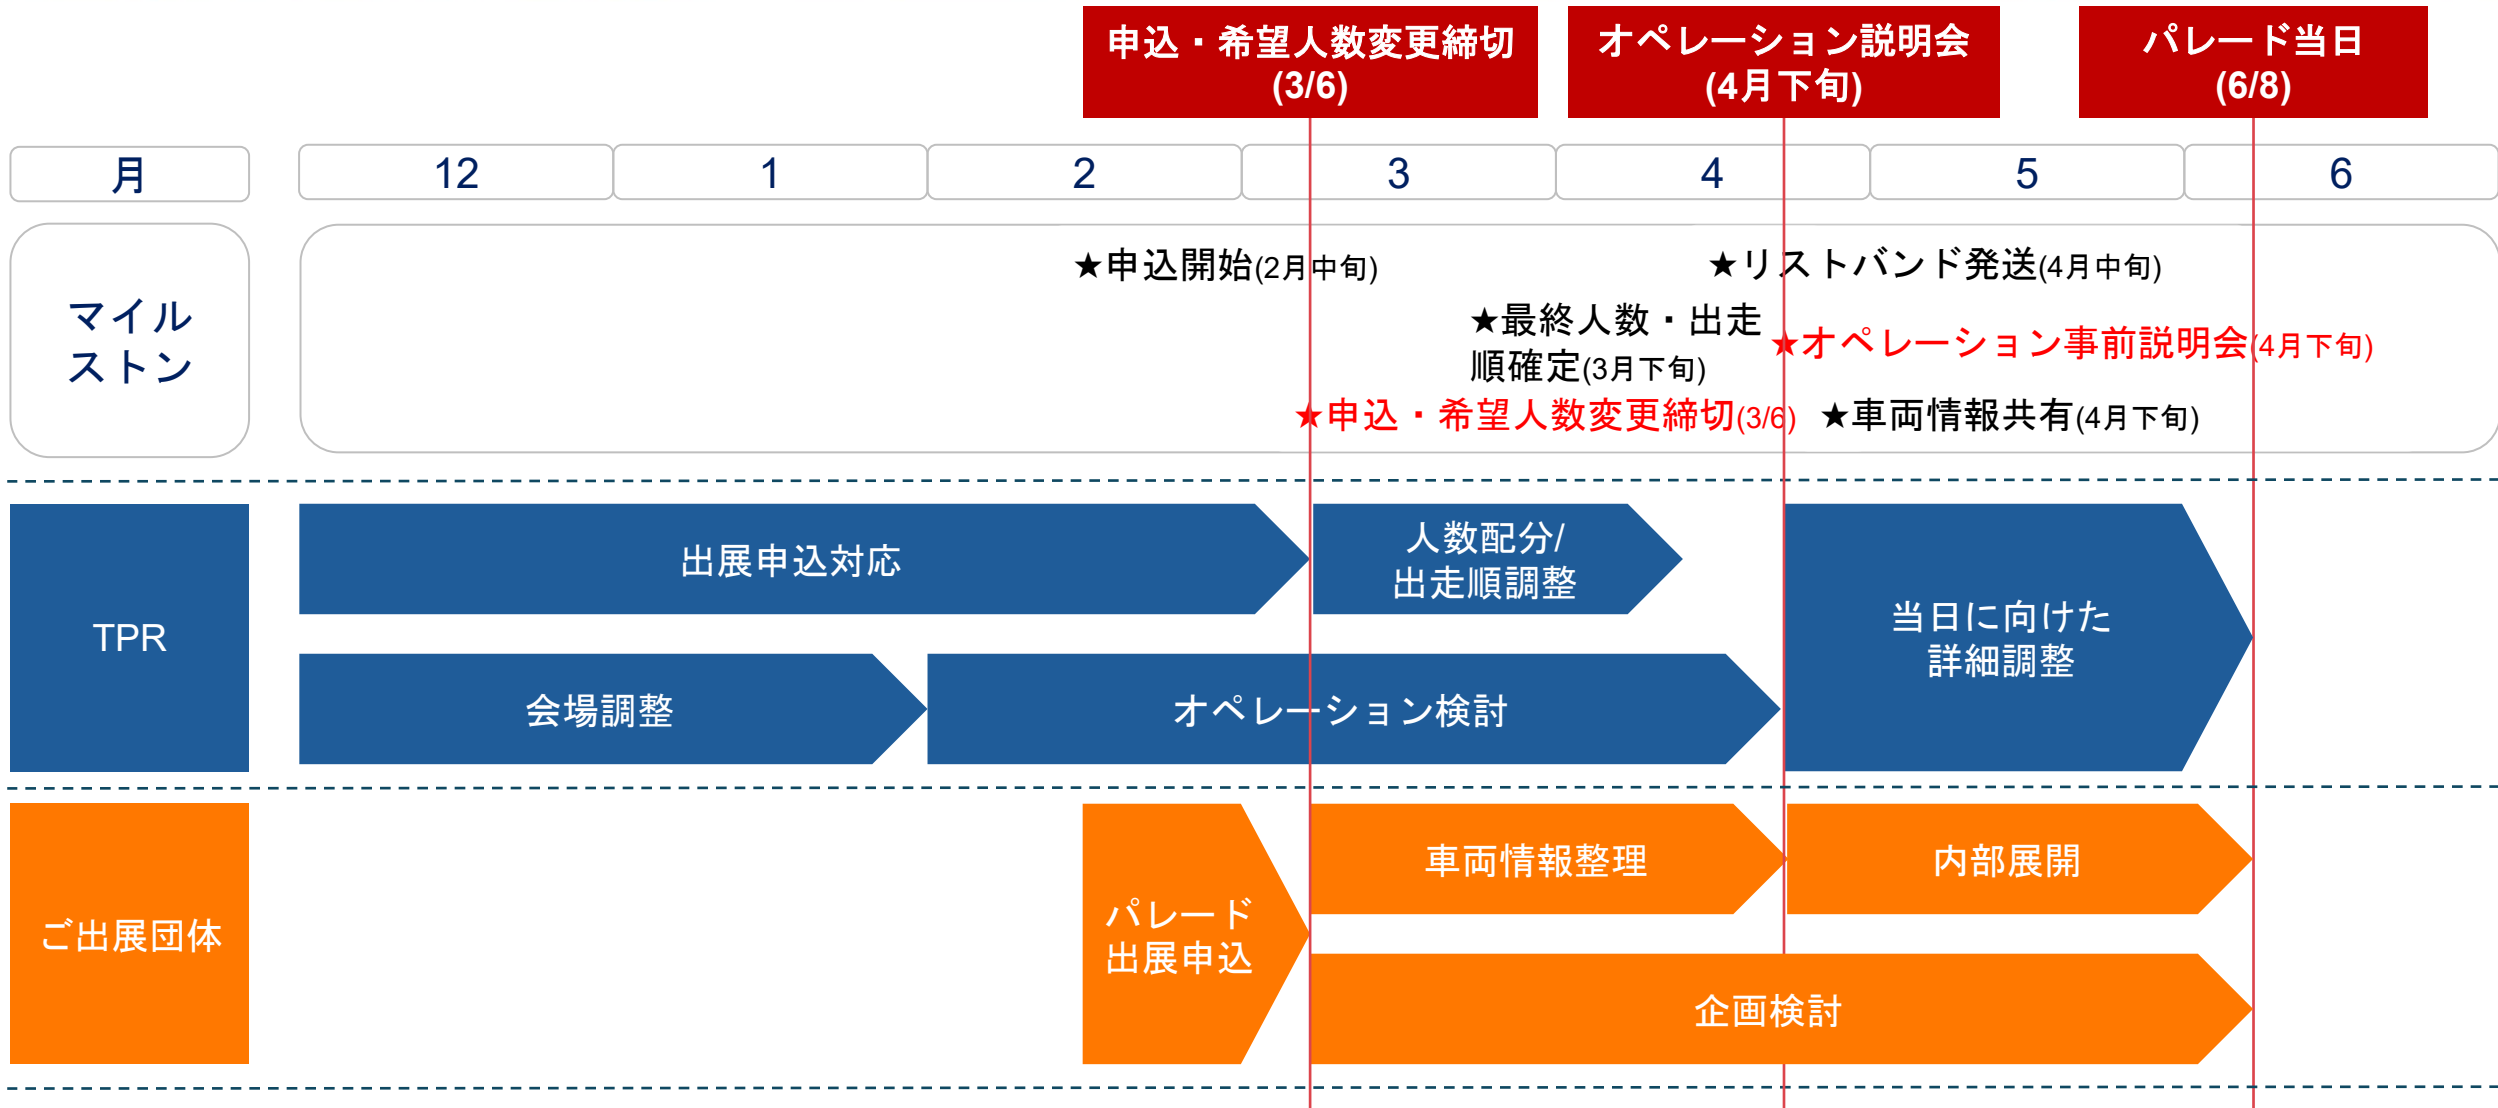 申込・希望人数変更締切
(3/6)
オペレーション説明会
(4月下旬)
パレード当日
(6/8)
月
12
1
2
3
4
5
6
マイル
ストン
★申込開始(2月中旬)
★リストバンド発送(4月中旬)
★最終人数・出走
順確定(3月下旬)
★オペレーション事前説明会(4月下旬)
★申込・希望人数変更締切(3/6)
★車両情報共有(4月下旬)
TPR
出展申込対応
人数配分/
出走順調整
当日に向けた
詳細調整
会場調整
オペレーション検討
ご出展団体
パレード
出展申込
車両情報整理
内部展開
企画検討